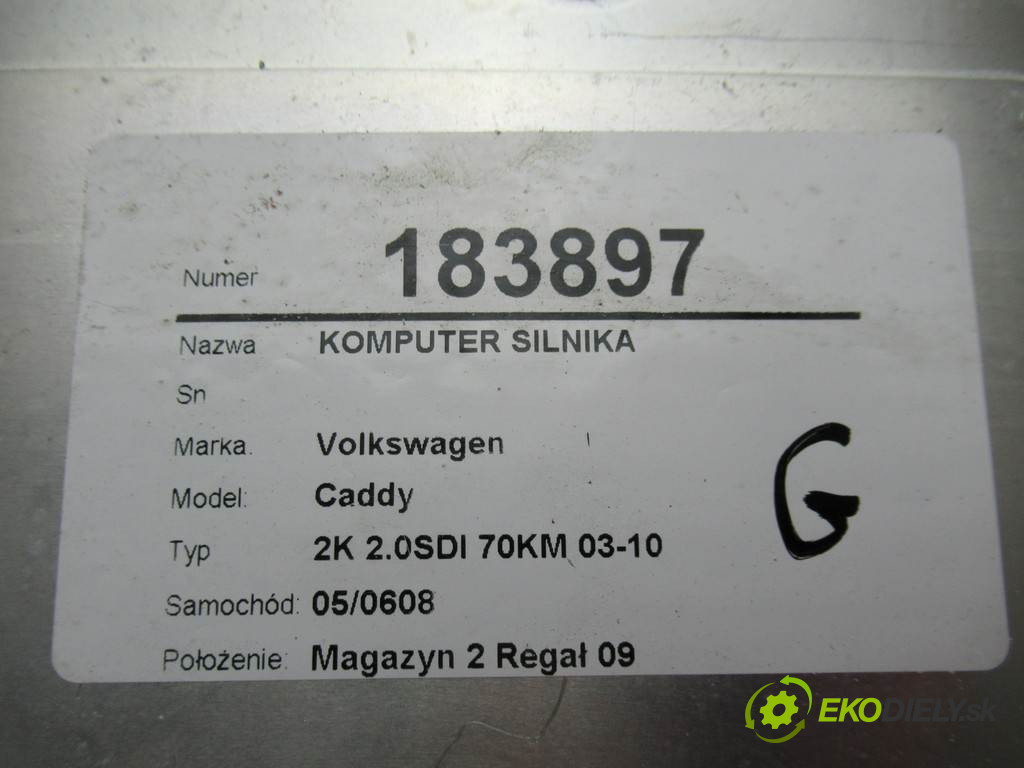 Numer 183897
Nazwa KOMPUTER SILNIKA
Sn
Marka: Volkswagen
Model: Caddy
Typ 2K 2.0SDI 70KM 03-10
Samochód: 05/0608
Położenie: Magazyn 2 Regał 09
G
EKODIELY.sk